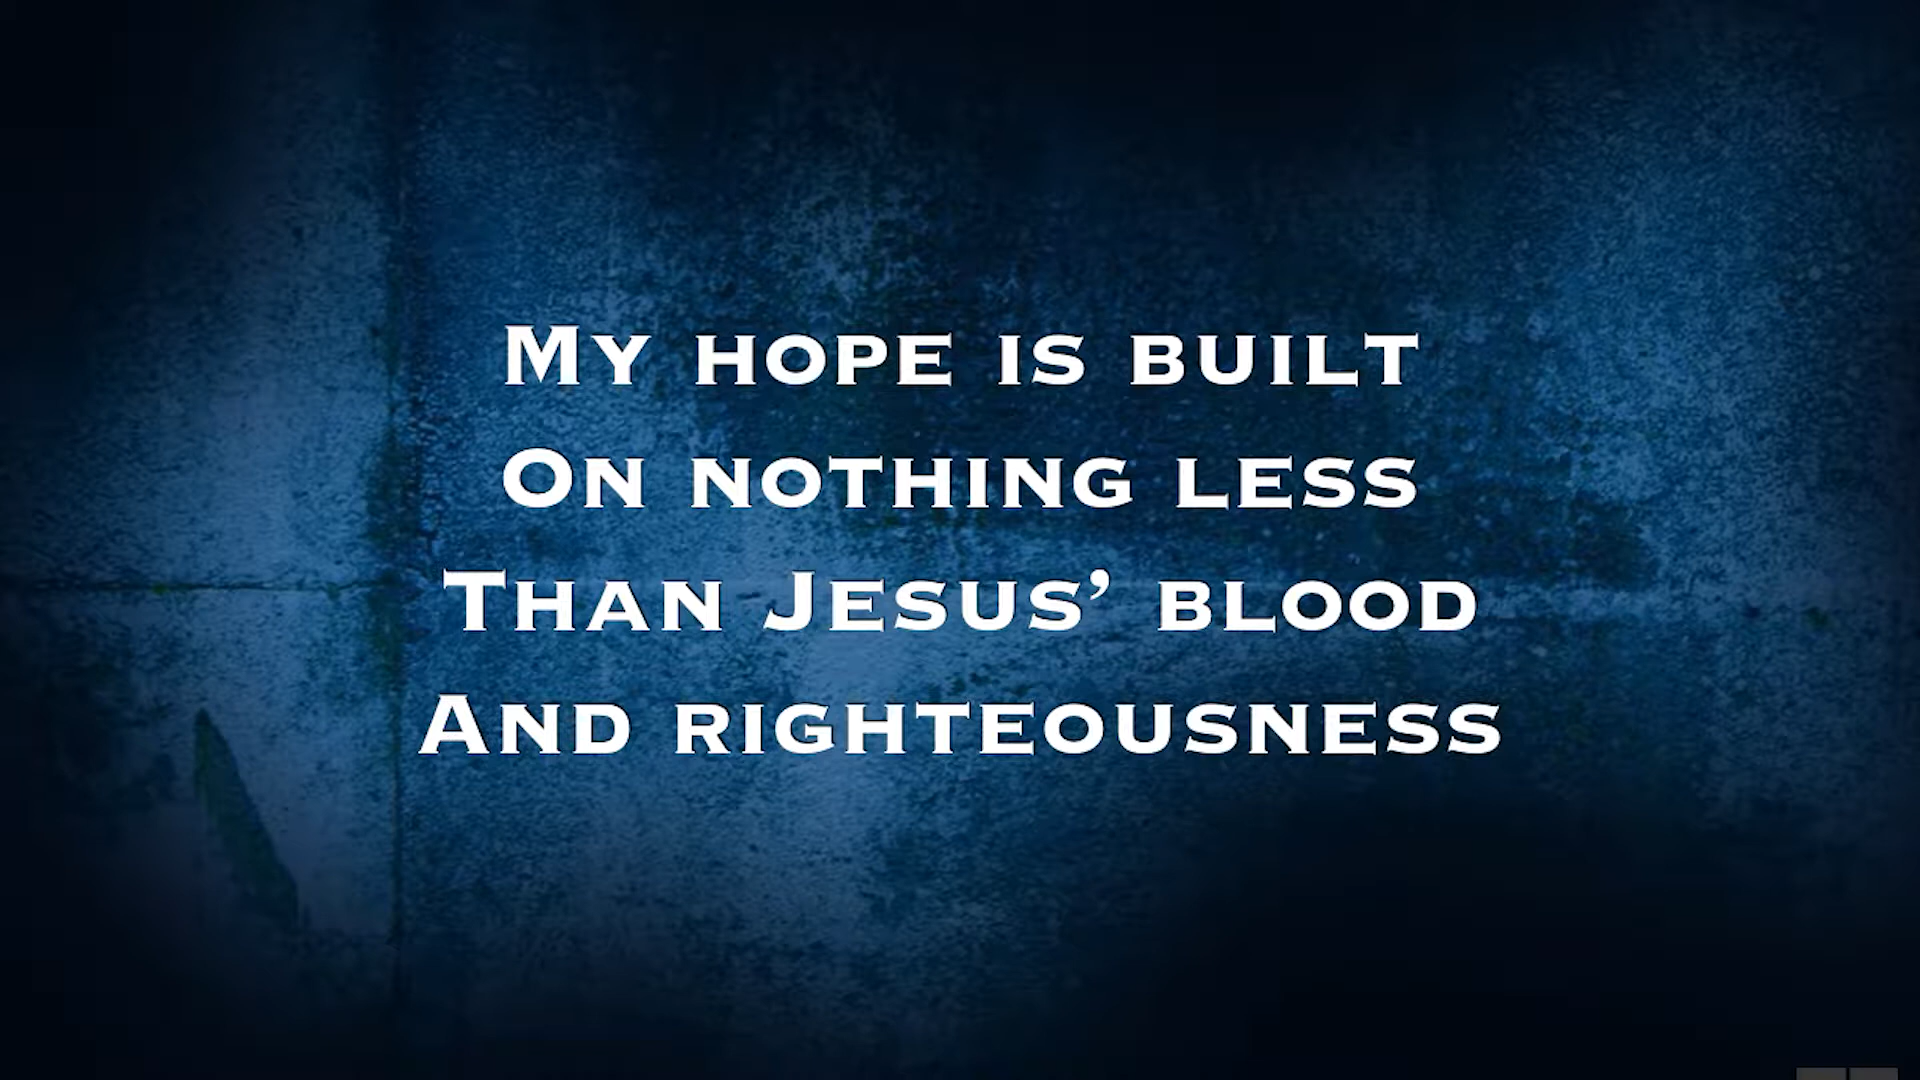 My hope is built
On nothing less
Than Jesus’ blood
And righteousness